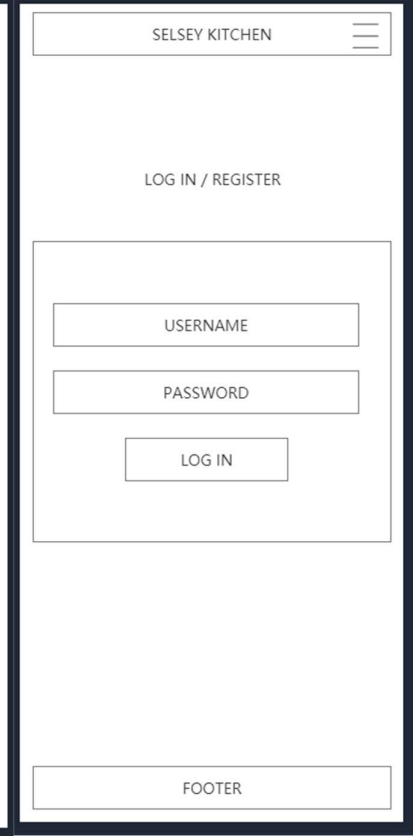 SELSEY KITCHEN
LOG IN / REGISTER
USERNAME
PASSWORD
LOG IN
FOOTER